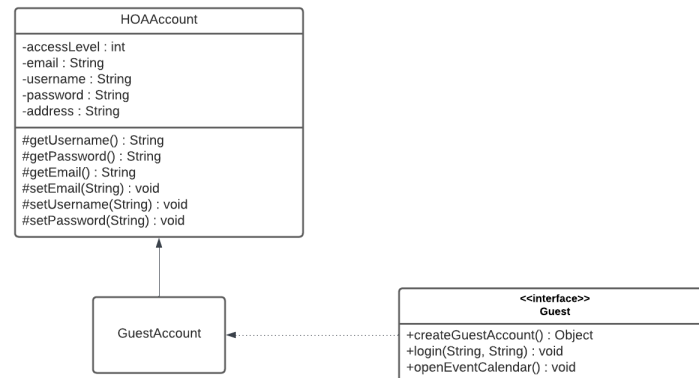 HOAAccount
-accessLevel : int
-email : String
-username : String
-password : String
-address : String
#getUsername() : String
#getPassword() : String
#getEmail() : String
#setEmail(String) : void
#setUsername(String) : void
#setPassword(String) : void
GuestAccount
<<interface>>
Guest
+createGuestAccount() : Object
+login(String, String) : void
+openEventCalendar() : void